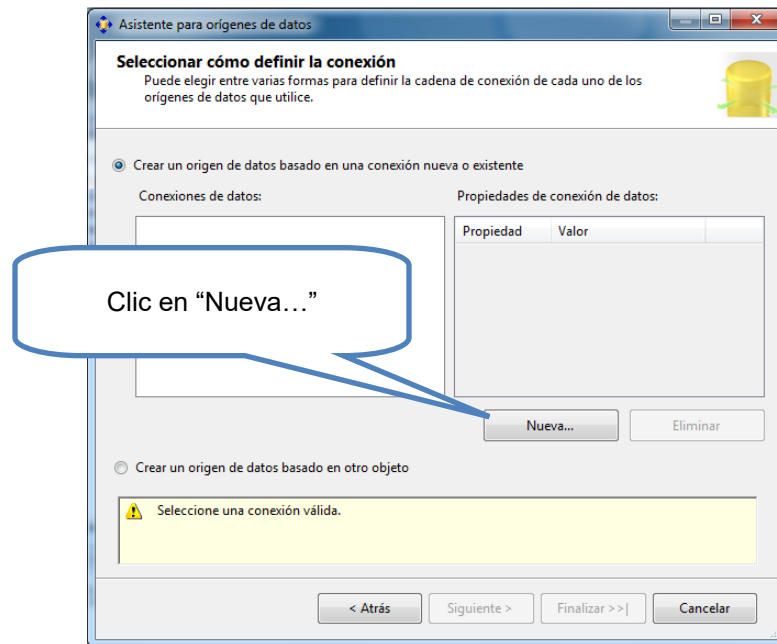 Asistente para orígenes de datos
Seleccionar cómo definir la conexión
Puede elegir entre varias formas para definir la cadena de conexión de cada uno de los
orígenes de datos que utilice.
Crear un origen de datos basado en una conexión nueva o existente
Conexiones de datos:
Propiedades de conexión de datos:
Propiedad Valor
Clic en “Nueva…”
Nueva... Eliminar
Crear un origen de datos basado en otro objeto
Seleccione una conexión válida.
< Atrás Siguiente > Finalizar >>| Cancelar